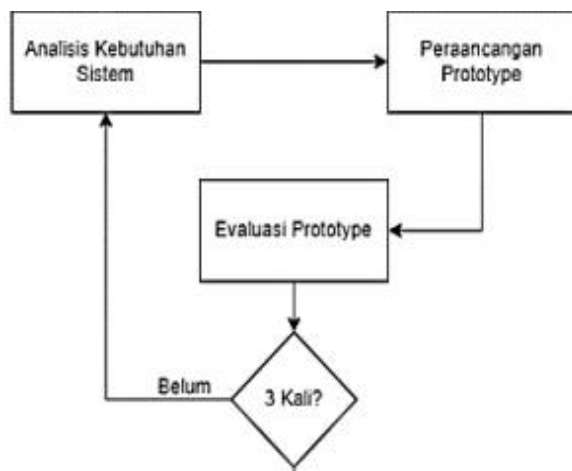 Analisis Kebutuhan
Sistem
Peraancangan
Prototype
Evaluasi Prototype
3 Kali?
Belum